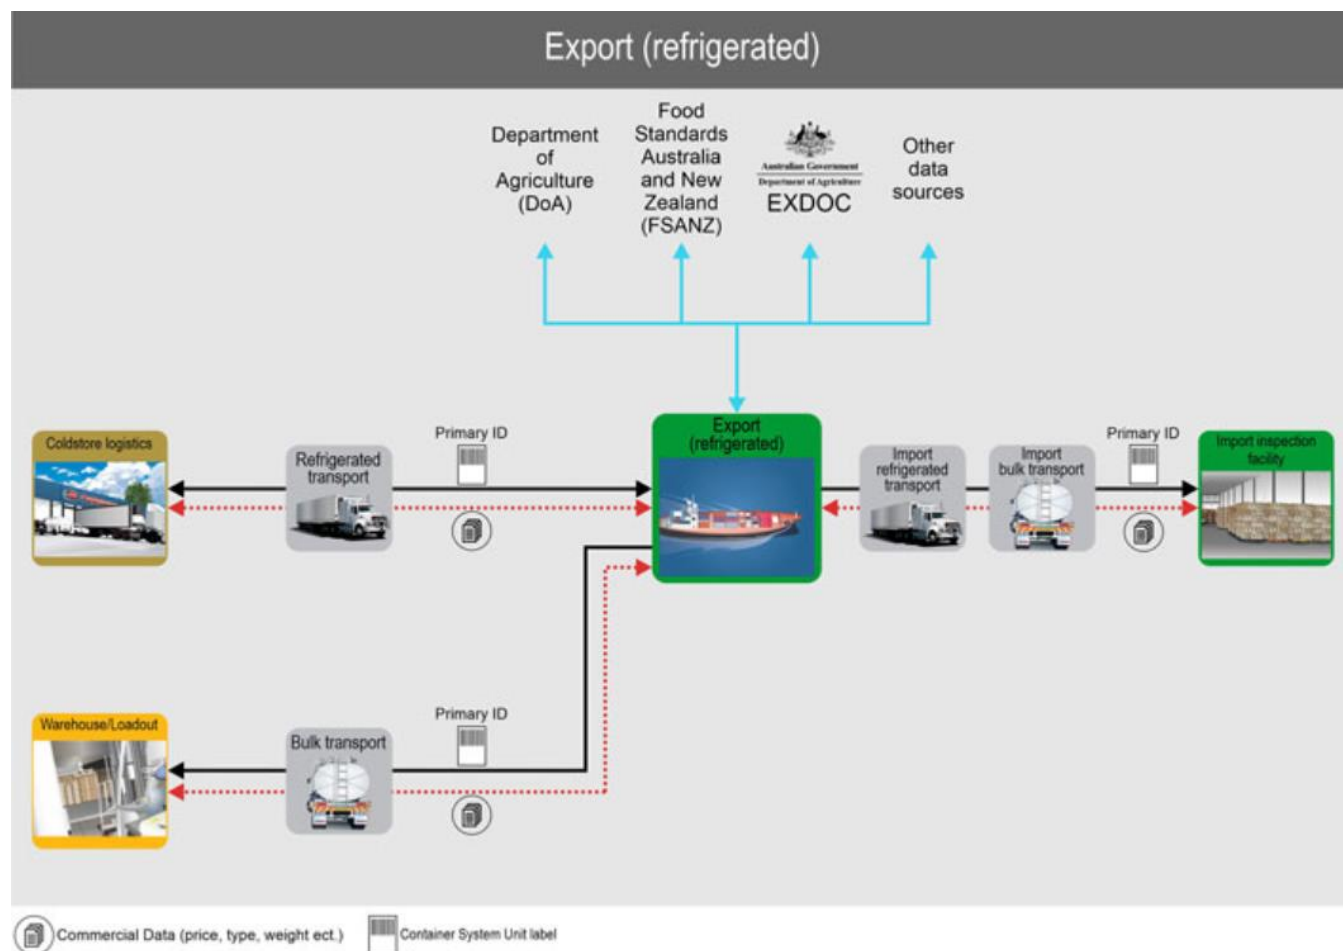 Export (refrigerated)
Department
of
Agriculture
(DoA)
Food
Standards
Australia
and New
Zealand
(FSANZ)
Australian Government
Department of Agriculture
EXDOC
Other
data
sources
Coldstore logistics
Refrigerated
transport
Primary ID
Export
(refrigerated)
Import
refrigerated
transport
Import
bulk transport
Primary ID
Import inspection
facility
Warehouse/Loadout
Bulk transport
Primary ID
Commercial Data (price, type, weight ect.)
Container System Unit label